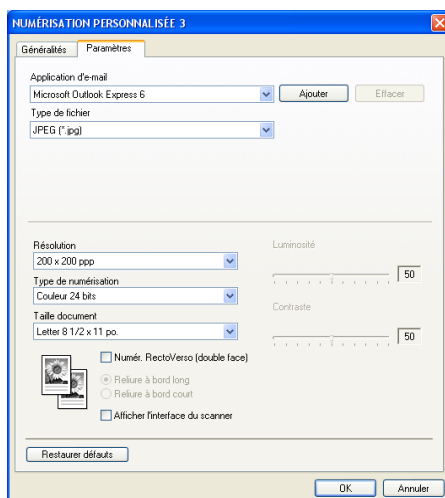 NUMÉRISATION PERSONNALISÉE 3
Généralités Paramètres
Application d'e-mail
Microsoft Outlook Express 6 Ajouter Effacer
Type de fichier
JPEG (*.jpg)
Résolution Luminosité
200 x 200 ppp 50
Type de numérisation
Couleur 24 bits Contraste
Taille document
Letter 8 1/2 x 11 po. 50
Numér. RectoVerso (double face)
Reliure à bord long
Reliure à bord court
Afficher l'interface du scanner
Restaurer défauts
OK Annuler